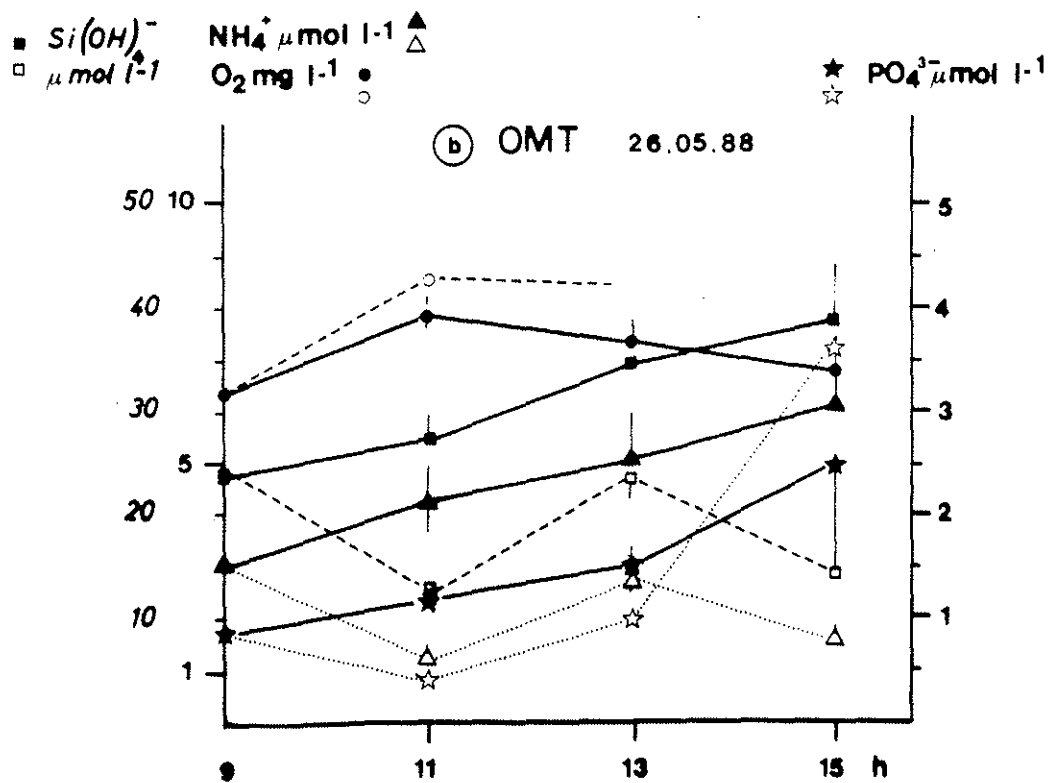 ■ Si(OH)₄⁻ NH₄⁺ µmol l-1 ▲ △
□ µmol l-1 O₂ mg l-1 ● ○ ★ ☆ PO₄³⁻ µmol l-1
b OMT 26.05.88
50 10 5
40 4
30 3
5
20 2
10 1
1
9 11 13 15 h